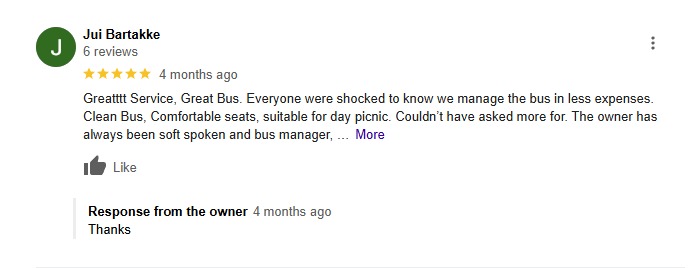 J
Jui Bartakke
6 reviews
4 months ago
Greatttt Service, Great Bus. Everyone were shocked to know we manage the bus in less expenses.
Clean Bus, Comfortable seats, suitable for day picnic. Couldn't have asked more for. The owner has
always been soft spoken and bus manager, … More
Like
Response from the owner 4 months ago
Thanks